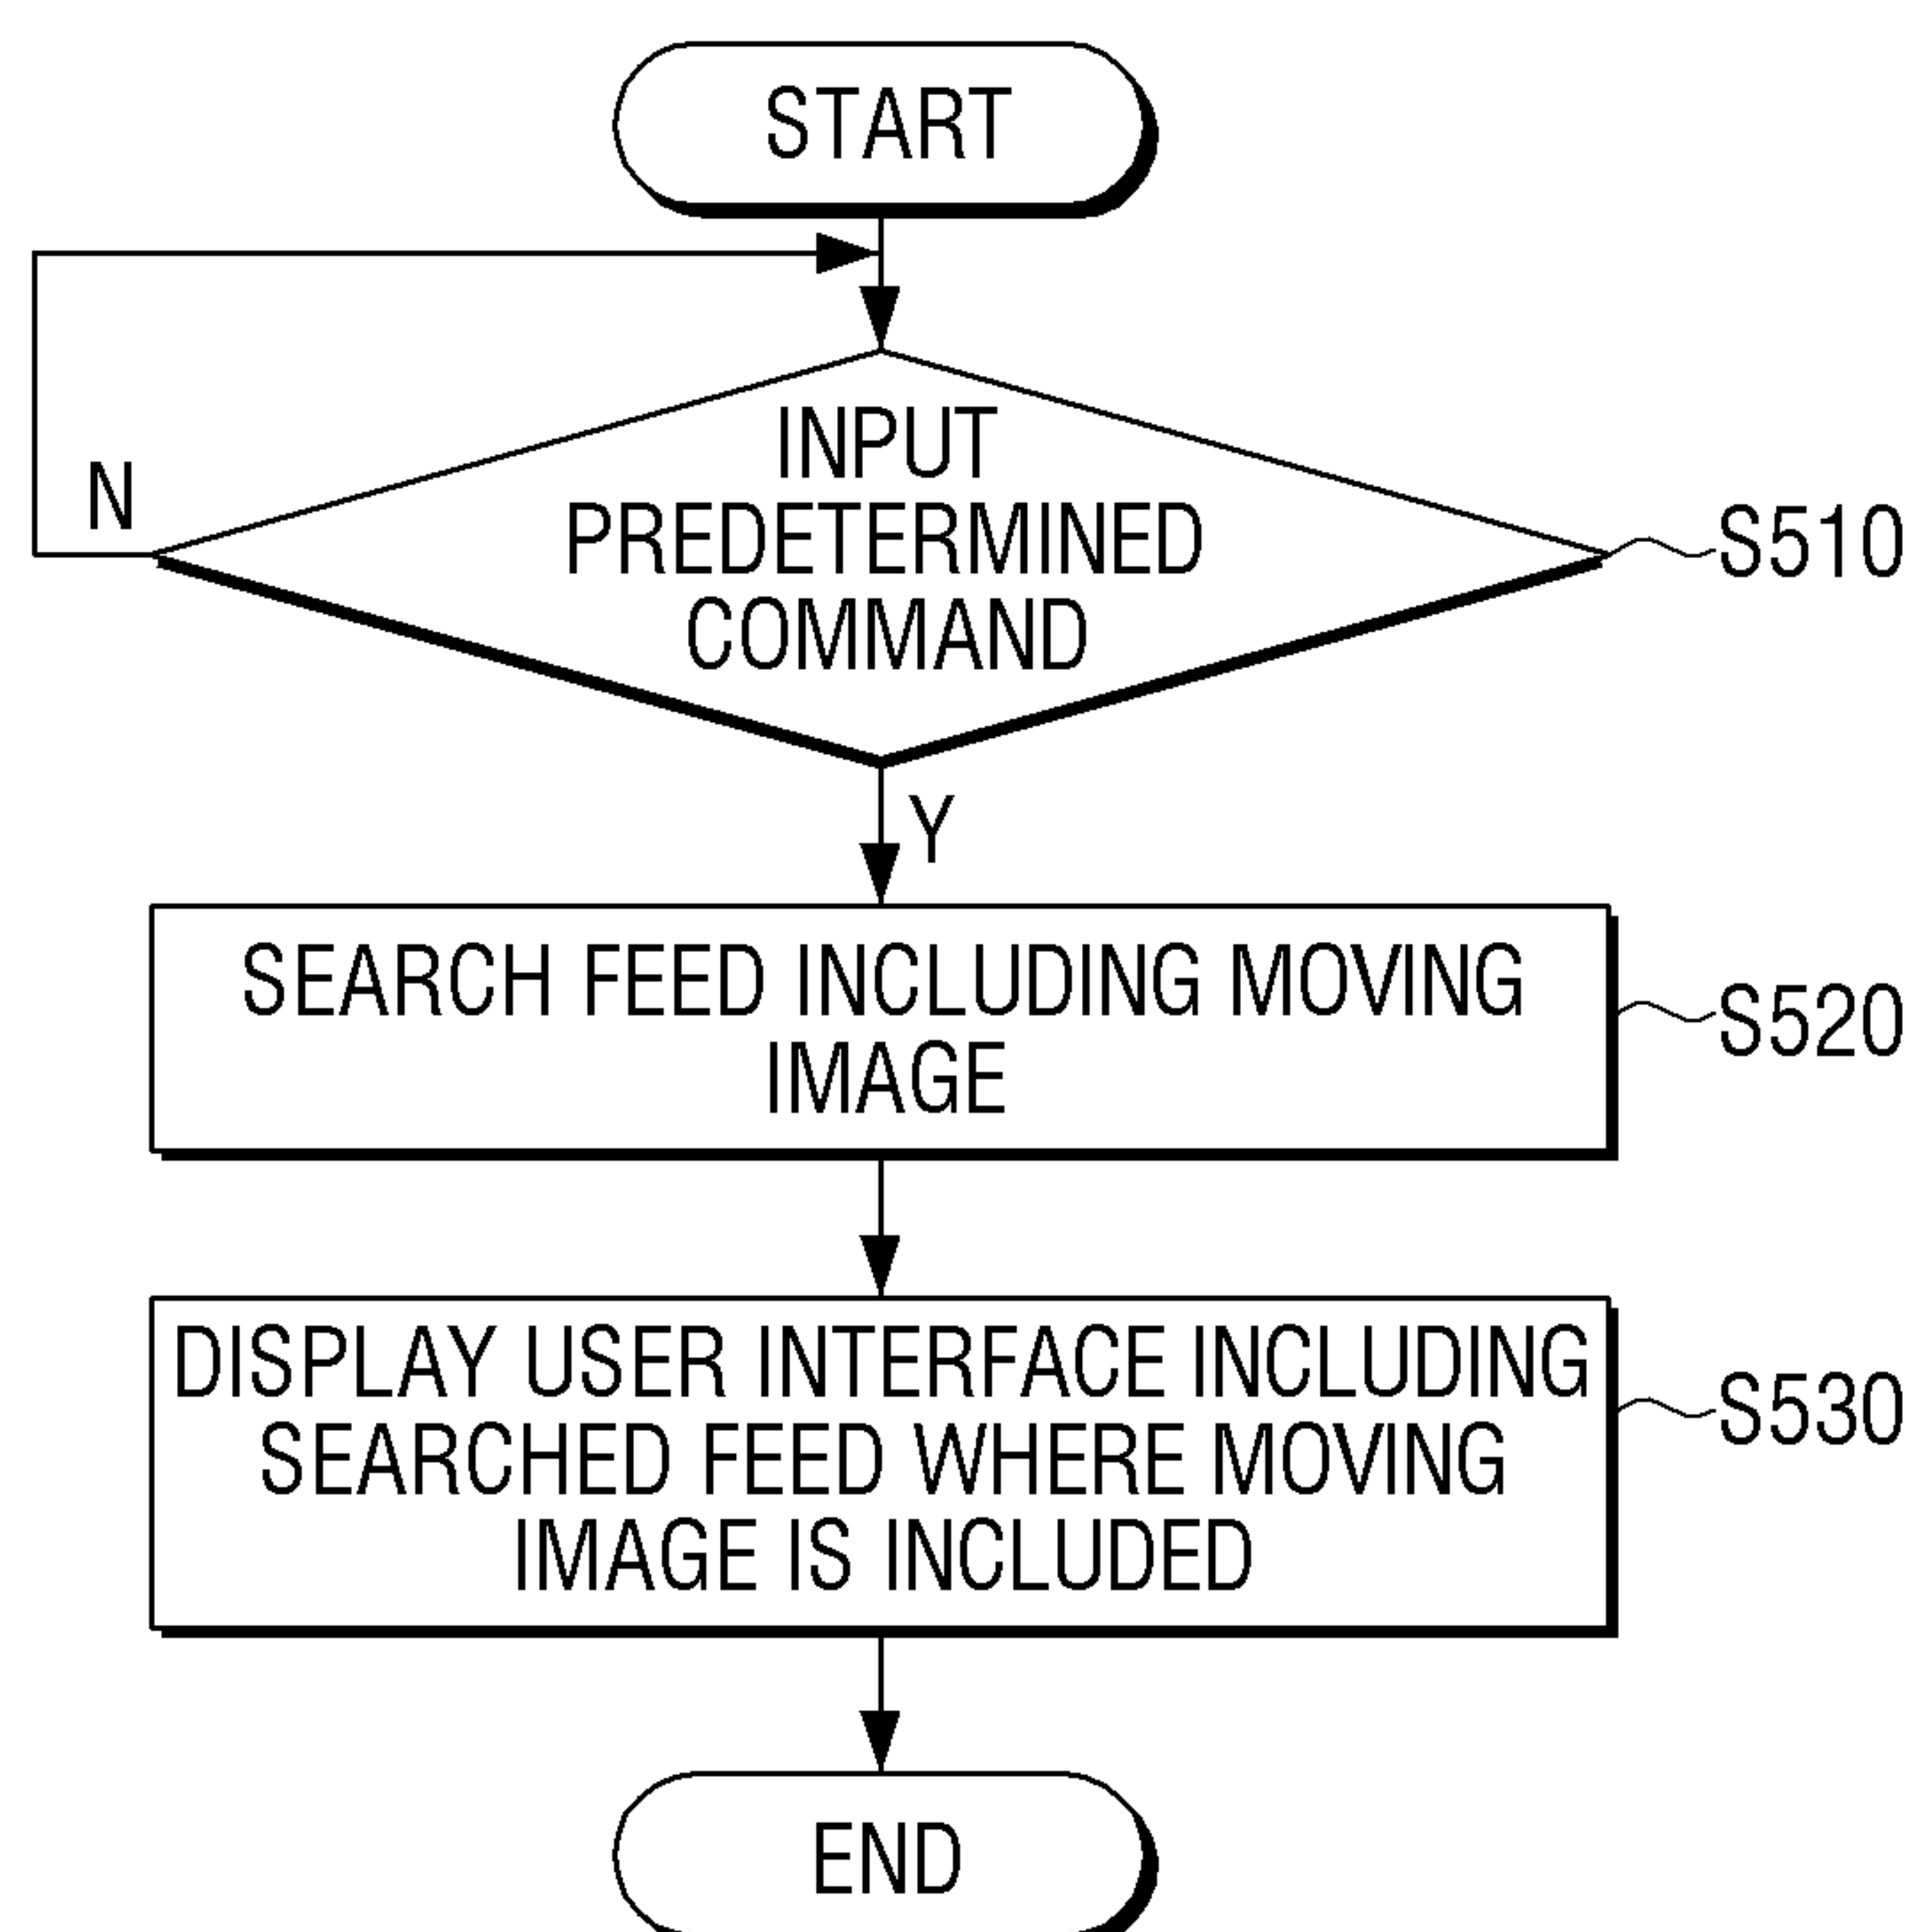 START
INPUT
PREDETERMINED
COMMAND
N
S510
Y
SEARCH FEED INCLUDING MOVING
IMAGE
S520
DISPLAY USER INTERFACE INCLUDING
SEARCHED FEED WHERE MOVING
IMAGE IS INCLUDED
S530
END